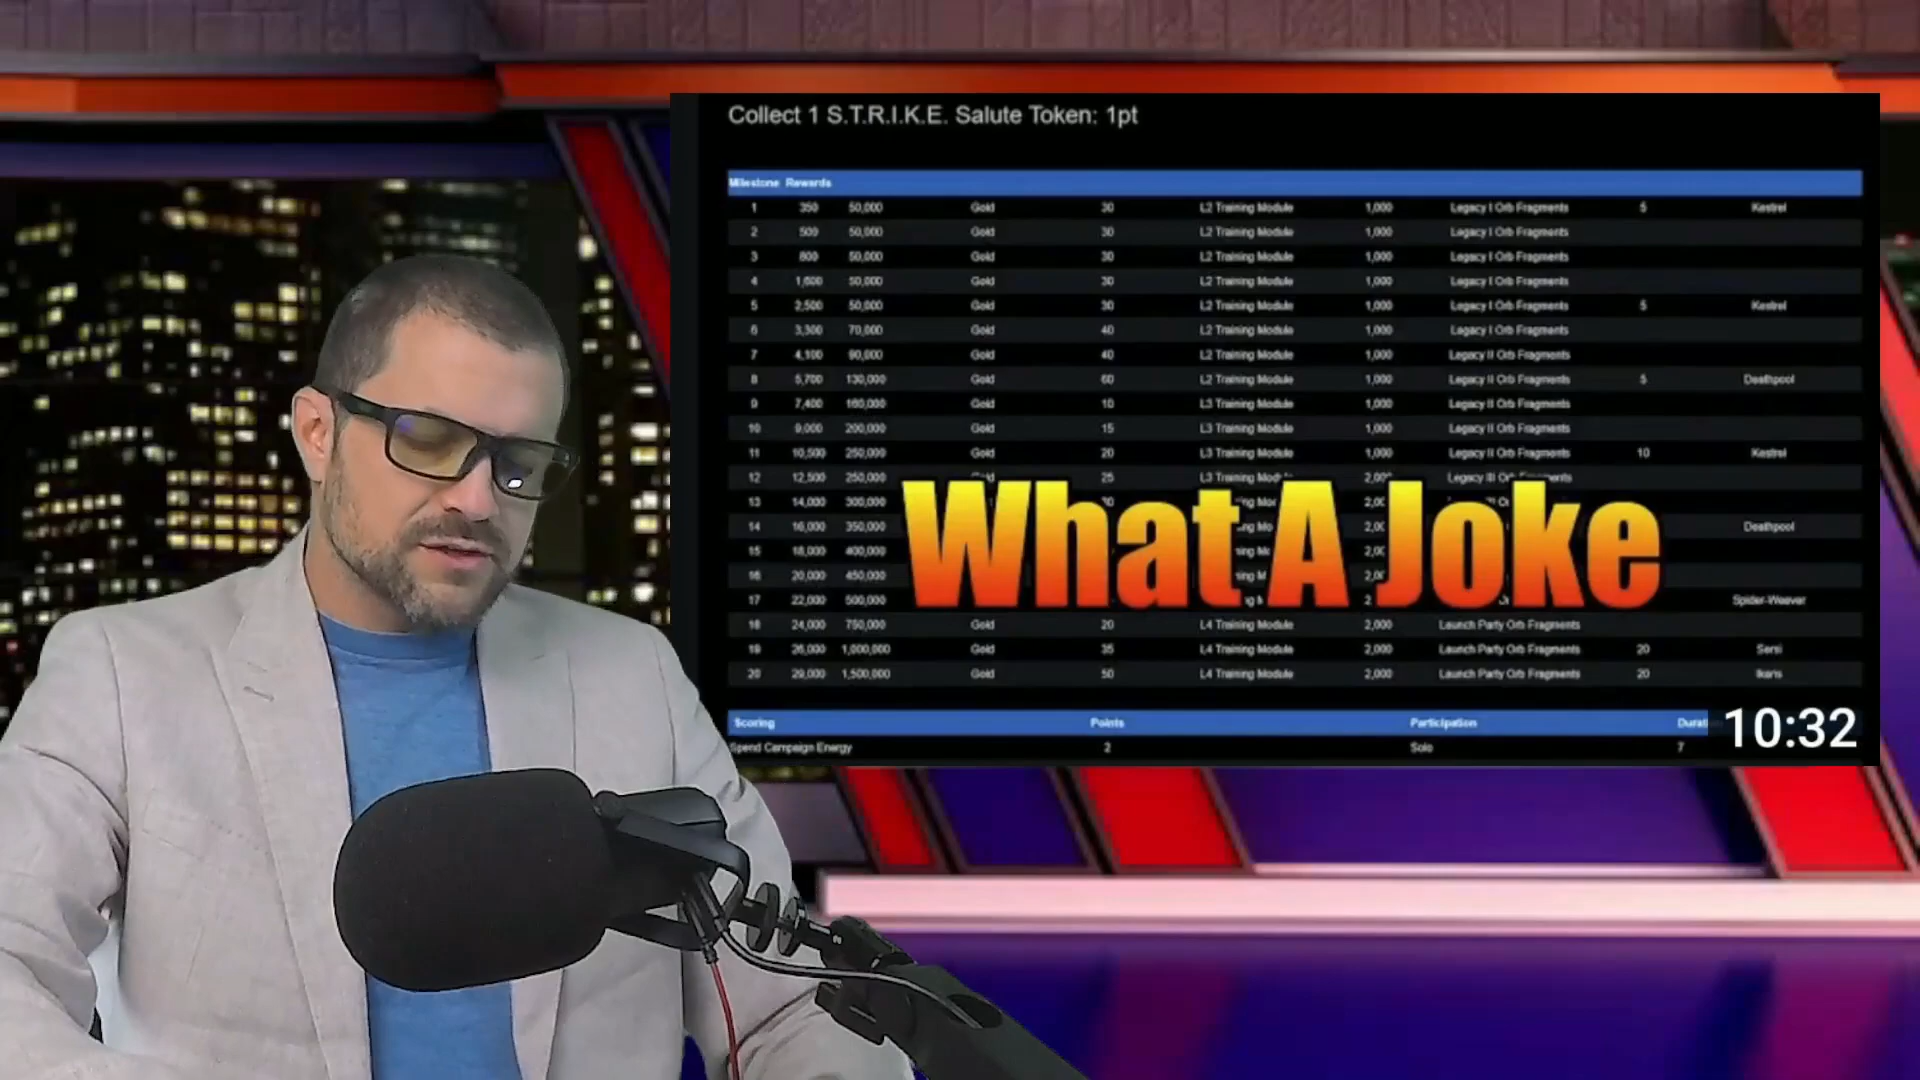 Collect 1 S.T.R.I.K.E. Salute Token: 1pt
Milestone Rewards
1 350 50,000 Gold 30 L2 Training Module 1,000 Legacy I Orb Fragments 5 Kestrel
2 500 50,000 Gold 30 L2 Training Module 1,000 Legacy I Orb Fragments
3 800 50,000 Gold 30 L2 Training Module 1,000 Legacy I Orb Fragments
4 1,600 50,000 Gold 30 L2 Training Module 1,000 Legacy I Orb Fragments
5 2,500 50,000 Gold 30 L2 Training Module 1,000 Legacy I Orb Fragments 5 Kestrel
6 3,300 70,000 Gold 40 L2 Training Module 1,000 Legacy I Orb Fragments
7 4,100 90,000 Gold 40 L2 Training Module 1,000 Legacy II Orb Fragments
8 5,700 130,000 Gold 60 L2 Training Module 1,000 Legacy II Orb Fragments 5 Deathpool
9 7,400 160,000 Gold 10 L3 Training Module 1,000 Legacy II Orb Fragments
10 9,000 200,000 Gold 15 L3 Training Module 1,000 Legacy II Orb Fragments
11 10,500 250,000 Gold 20 L3 Training Module 1,000 Legacy II Orb Fragments 10 Kestrel
12 12,500 250,000 25 L3 Training 2,000 Legacy III
13 14,000 300,000
14 16,000 350,000 Deathpool
15 18,000 400,000
What A Joke
16 20,000 450,000
17 22,000 500,000 Spider-Weaver
18 24,000 750,000 Gold 20 L4 Training Module 2,000 Launch Party Orb Fragments
19 26,000 1,000,000 Gold 35 L4 Training Module 2,000 Launch Party Orb Fragments 20 Sersi
20 29,000 1,500,000 Gold 50 L4 Training Module 2,000 Launch Party Orb Fragments 20 Ikaris
Scoring Points Participation
10:32
Spend Campaign Energy 2 Solo 7